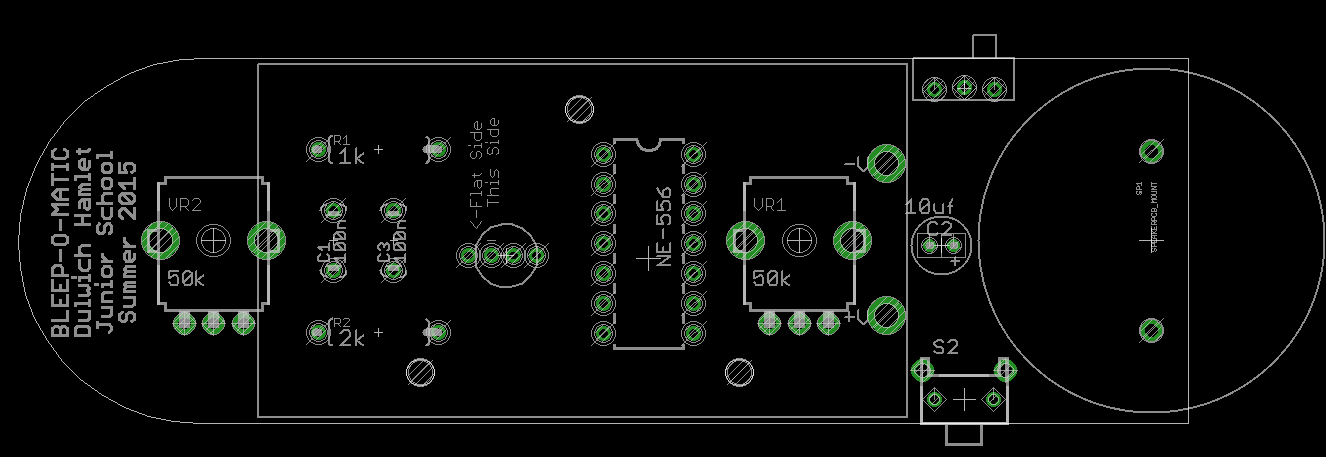 BLEEP-O-MATIC
Dulwich Hamlet
Junior School
Summer 2015
VR2
50k
R1
1k
C1
100n
C3
100n
R2
2k
<-Flat Side
This Side
NE-556
VR1
50k
-V
+V
10uf
C2
+
S2
SP1